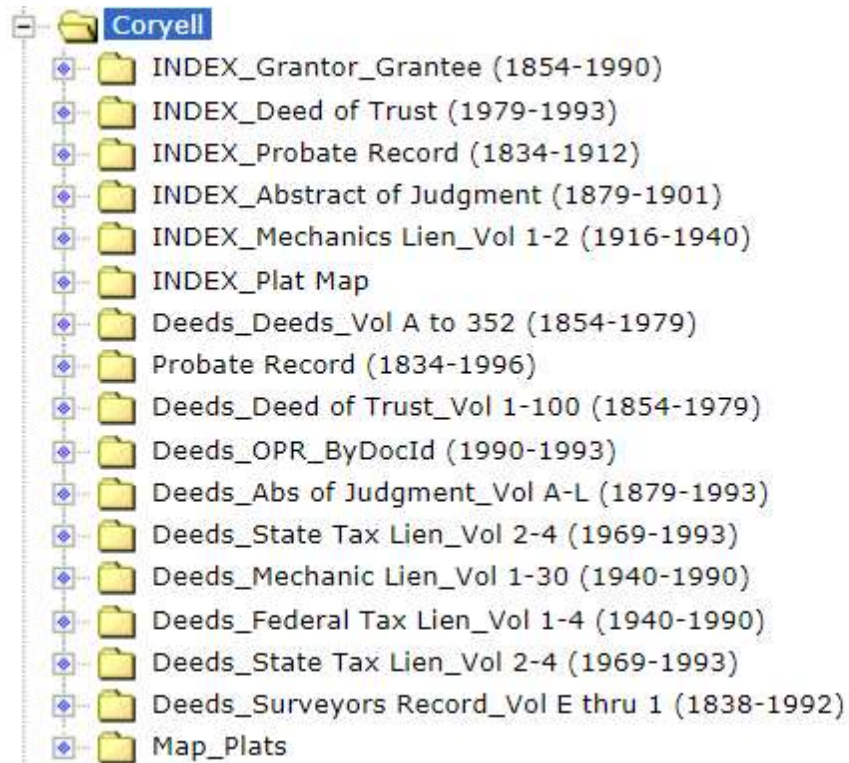 Coryell
INDEX_Grantor_Grantee (1854-1990)
INDEX_Deed of Trust (1979-1993)
INDEX_Probate Record (1834-1912)
INDEX_Abstract of Judgment (1879-1901)
INDEX_Mechanics Lien_Vol 1-2 (1916-1940)
INDEX_Plat Map
Deeds_Deeds_Vol A to 352 (1854-1979)
Probate Record (1834-1996)
Deeds_Deed of Trust_Vol 1-100 (1854-1979)
Deeds_OPR_ByDocId (1990-1993)
Deeds_Abs of Judgment_Vol A-L (1879-1993)
Deeds_State Tax Lien_Vol 2-4 (1969-1993)
Deeds_Mechanic Lien_Vol 1-30 (1940-1990)
Deeds_Federal Tax Lien_Vol 1-4 (1940-1990)
Deeds_State Tax Lien_Vol 2-4 (1969-1993)
Deeds_Surveyors Record_Vol E thru 1 (1838-1992)
Map_Plats